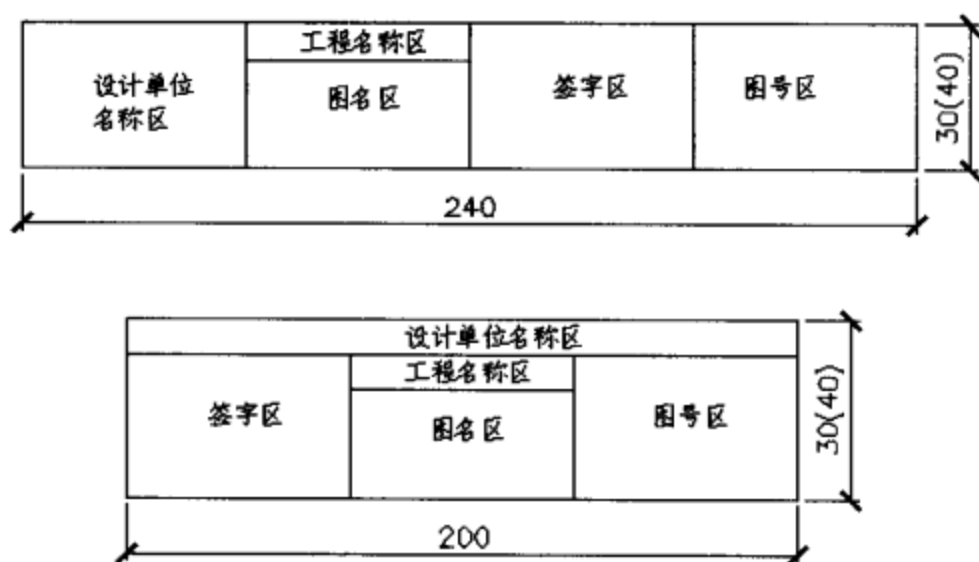 工程名称区
设计单位
名称区
图名区
签字区
图号区
30(40)
240
设计单位名称区
工程名称区
签字区
图名区
图号区
30(40)
200